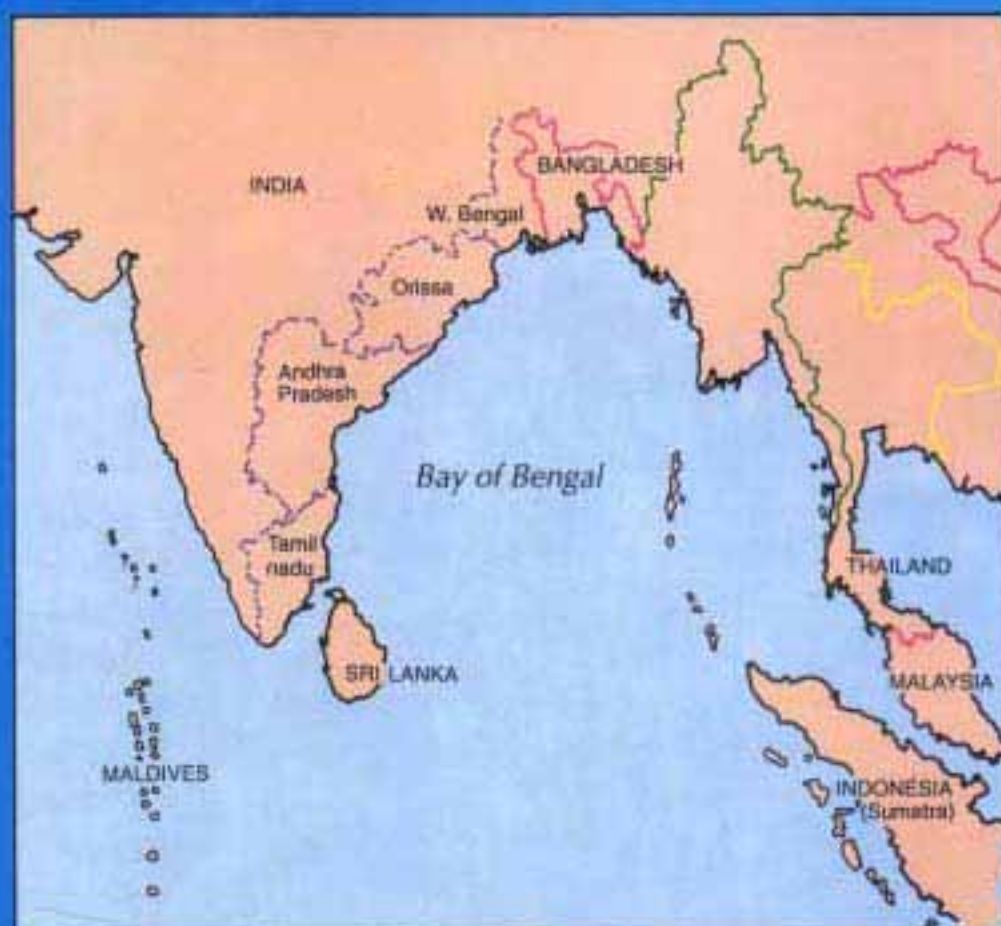 BANGLADESH
INDIA
W. Bengal
Orissa
Andhra
Pradesh
Bay of Bengal
Tamil
nadu
THAILAND
SRI LANKA
MALAYSIA
MALDIVES
INDONESIA
(Sumatra)